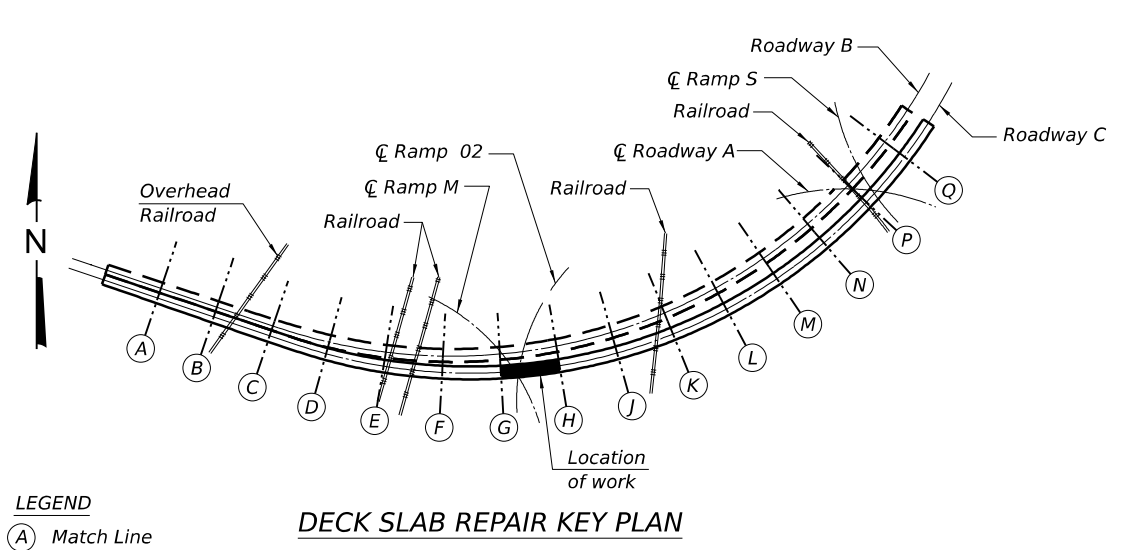 Roadway B
℄ Ramp S
Railroad
Roadway C
℄ Ramp 02
℄ Roadway A
℄ Ramp M
Railroad
Overhead
Railroad
Railroad
N
Q
P
N
M
L
K
J
H
G
F
E
D
C
B
A
Location
of work
LEGEND
A Match Line
DECK SLAB REPAIR KEY PLAN